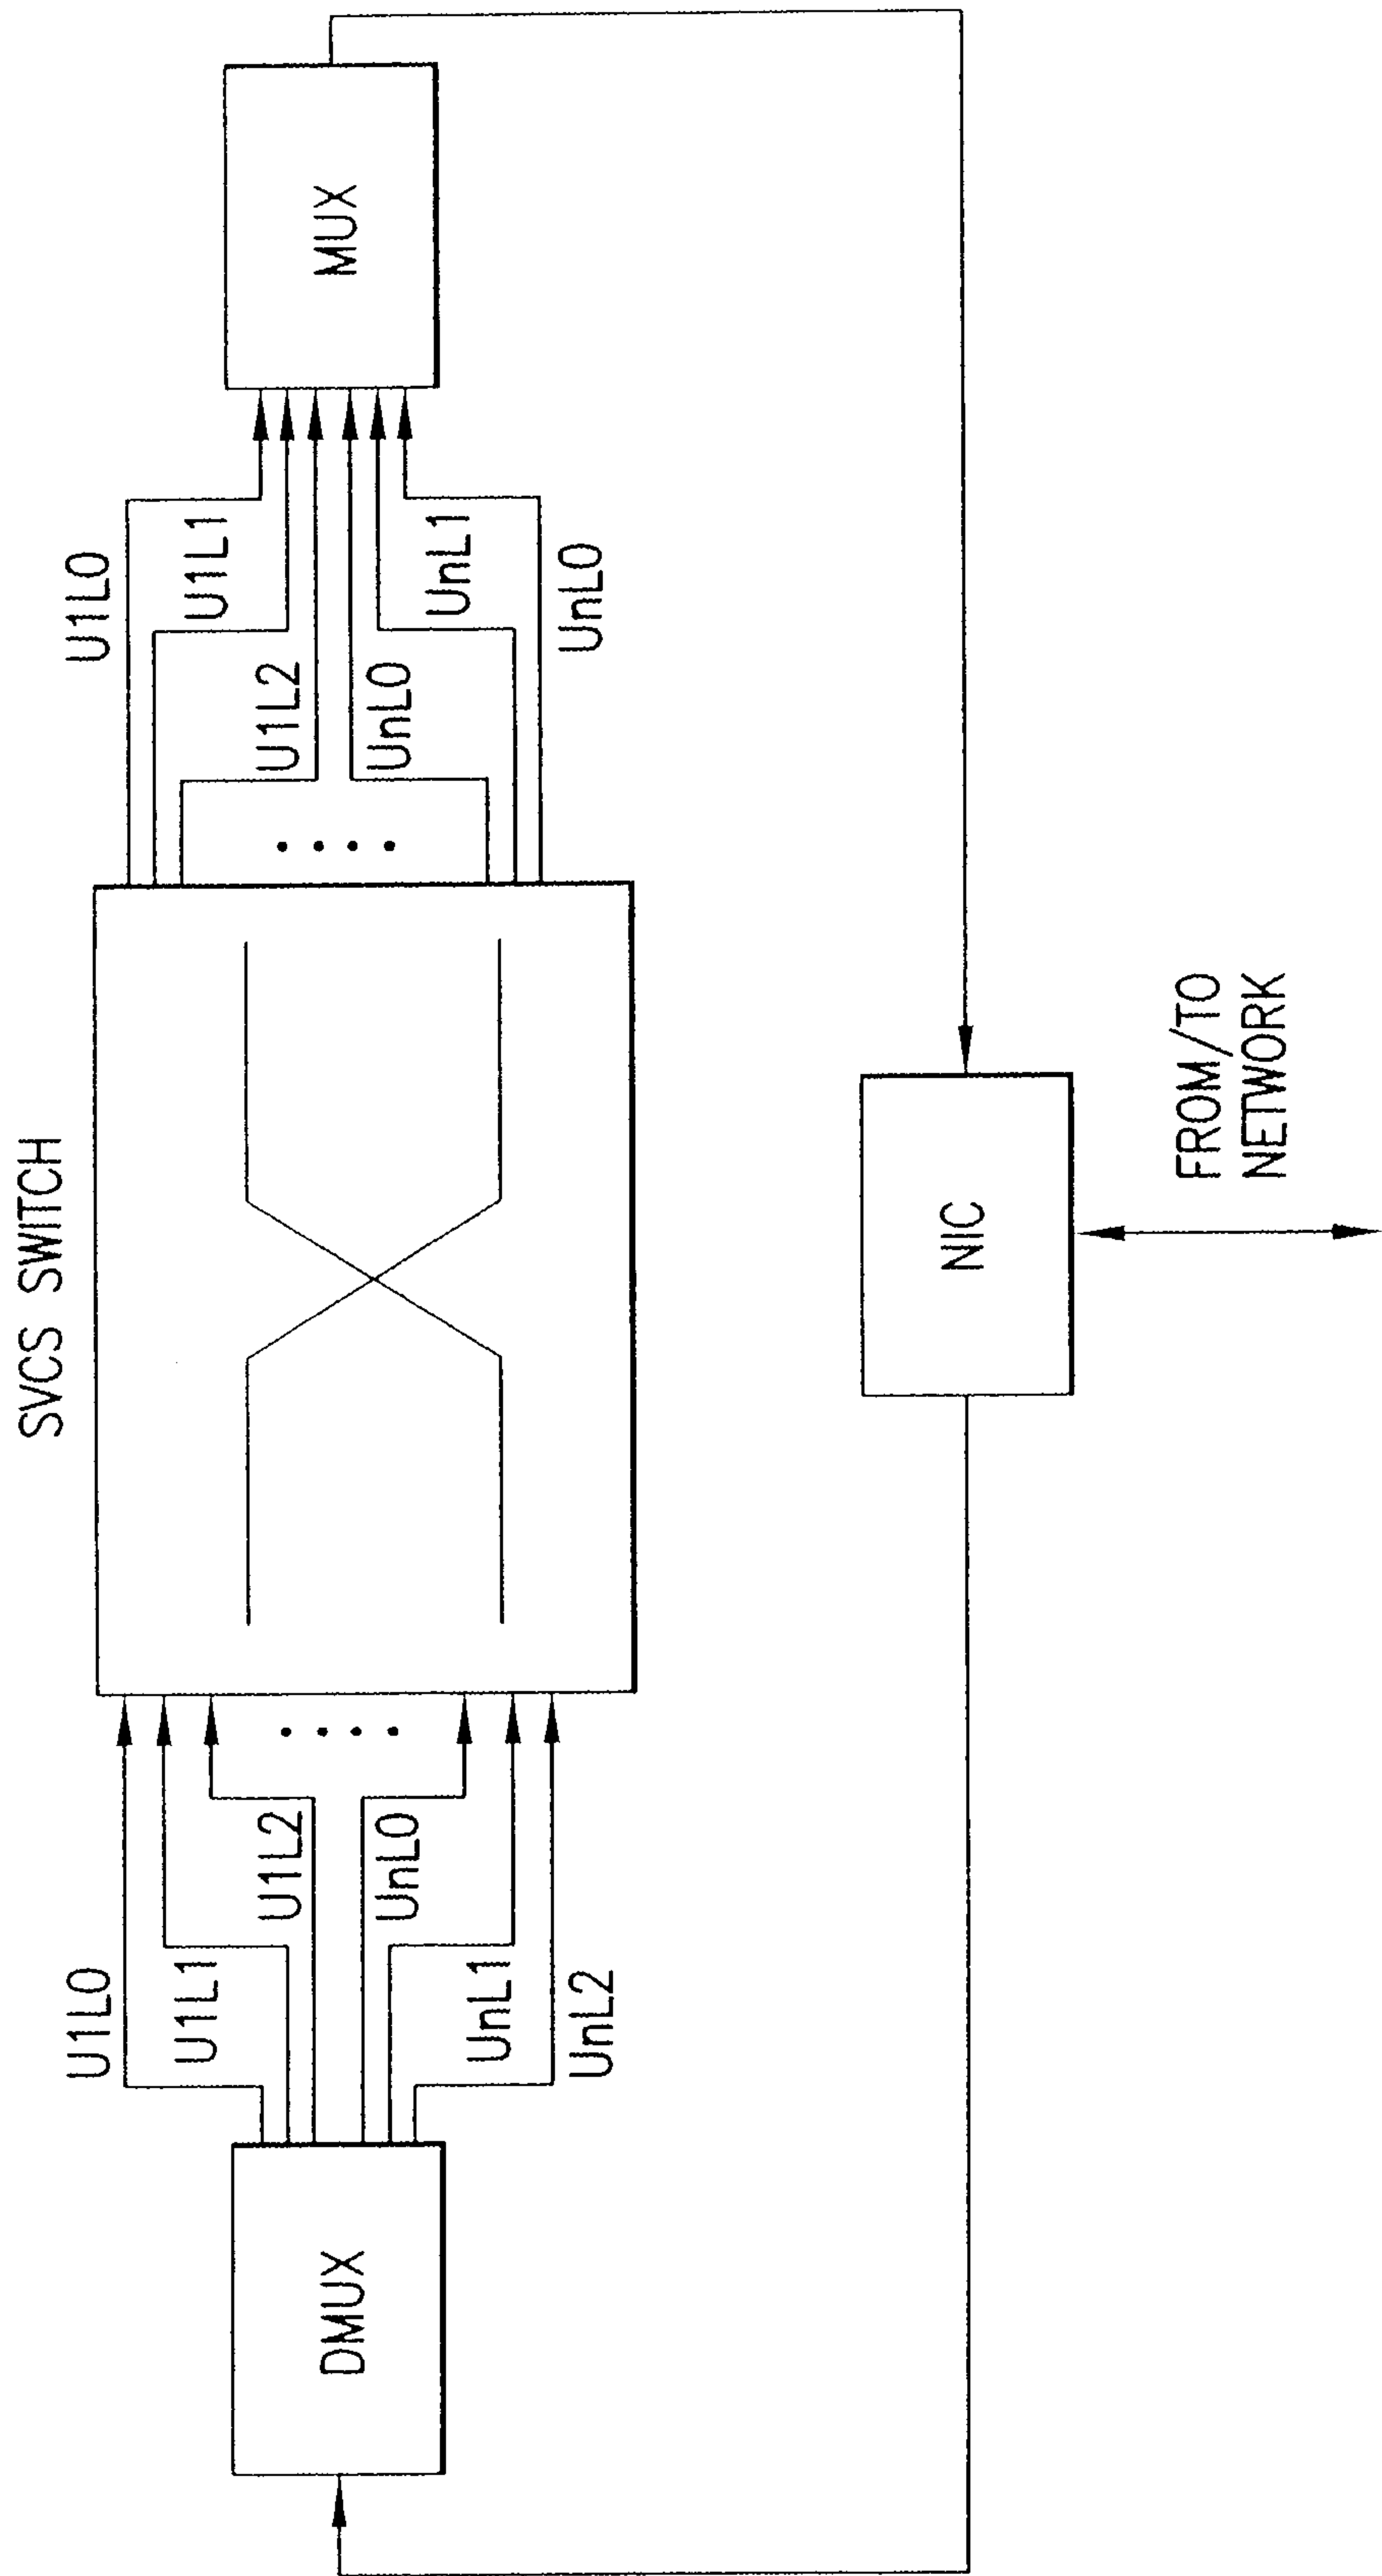 SVCS SWITCH
U1L0
U1L1
U1L2
UnL0
UnL1
UnL2
DMUX
U1L0
U1L1
U1L2
UnL0
UnL1
UnL0
MUX
NIC
FROM/TO
NETWORK